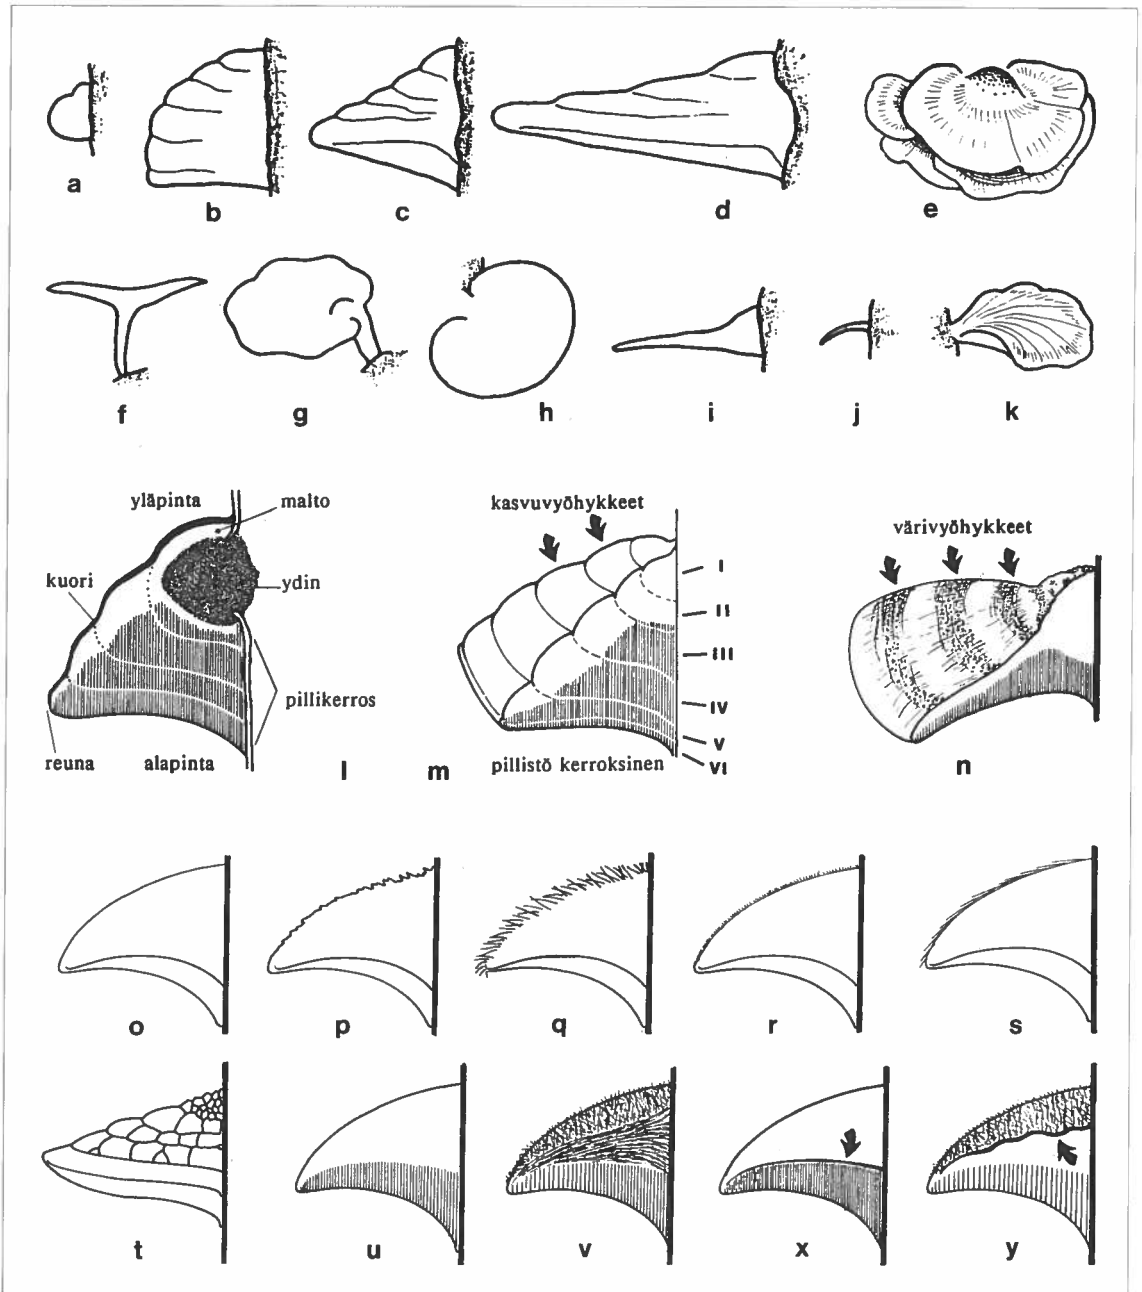 a
b
c
d
e
f
g
h
i
j
k
yläpinta
malto
kuori
ydin
pillikerros
reuna
alapinta
l
kasvuvyöhykkeet
I
II
III
IV
V
VI
pillistö kerroksinen
m
värivyöhykkeet
n
o
p
q
r
s
t
u
v
x
y